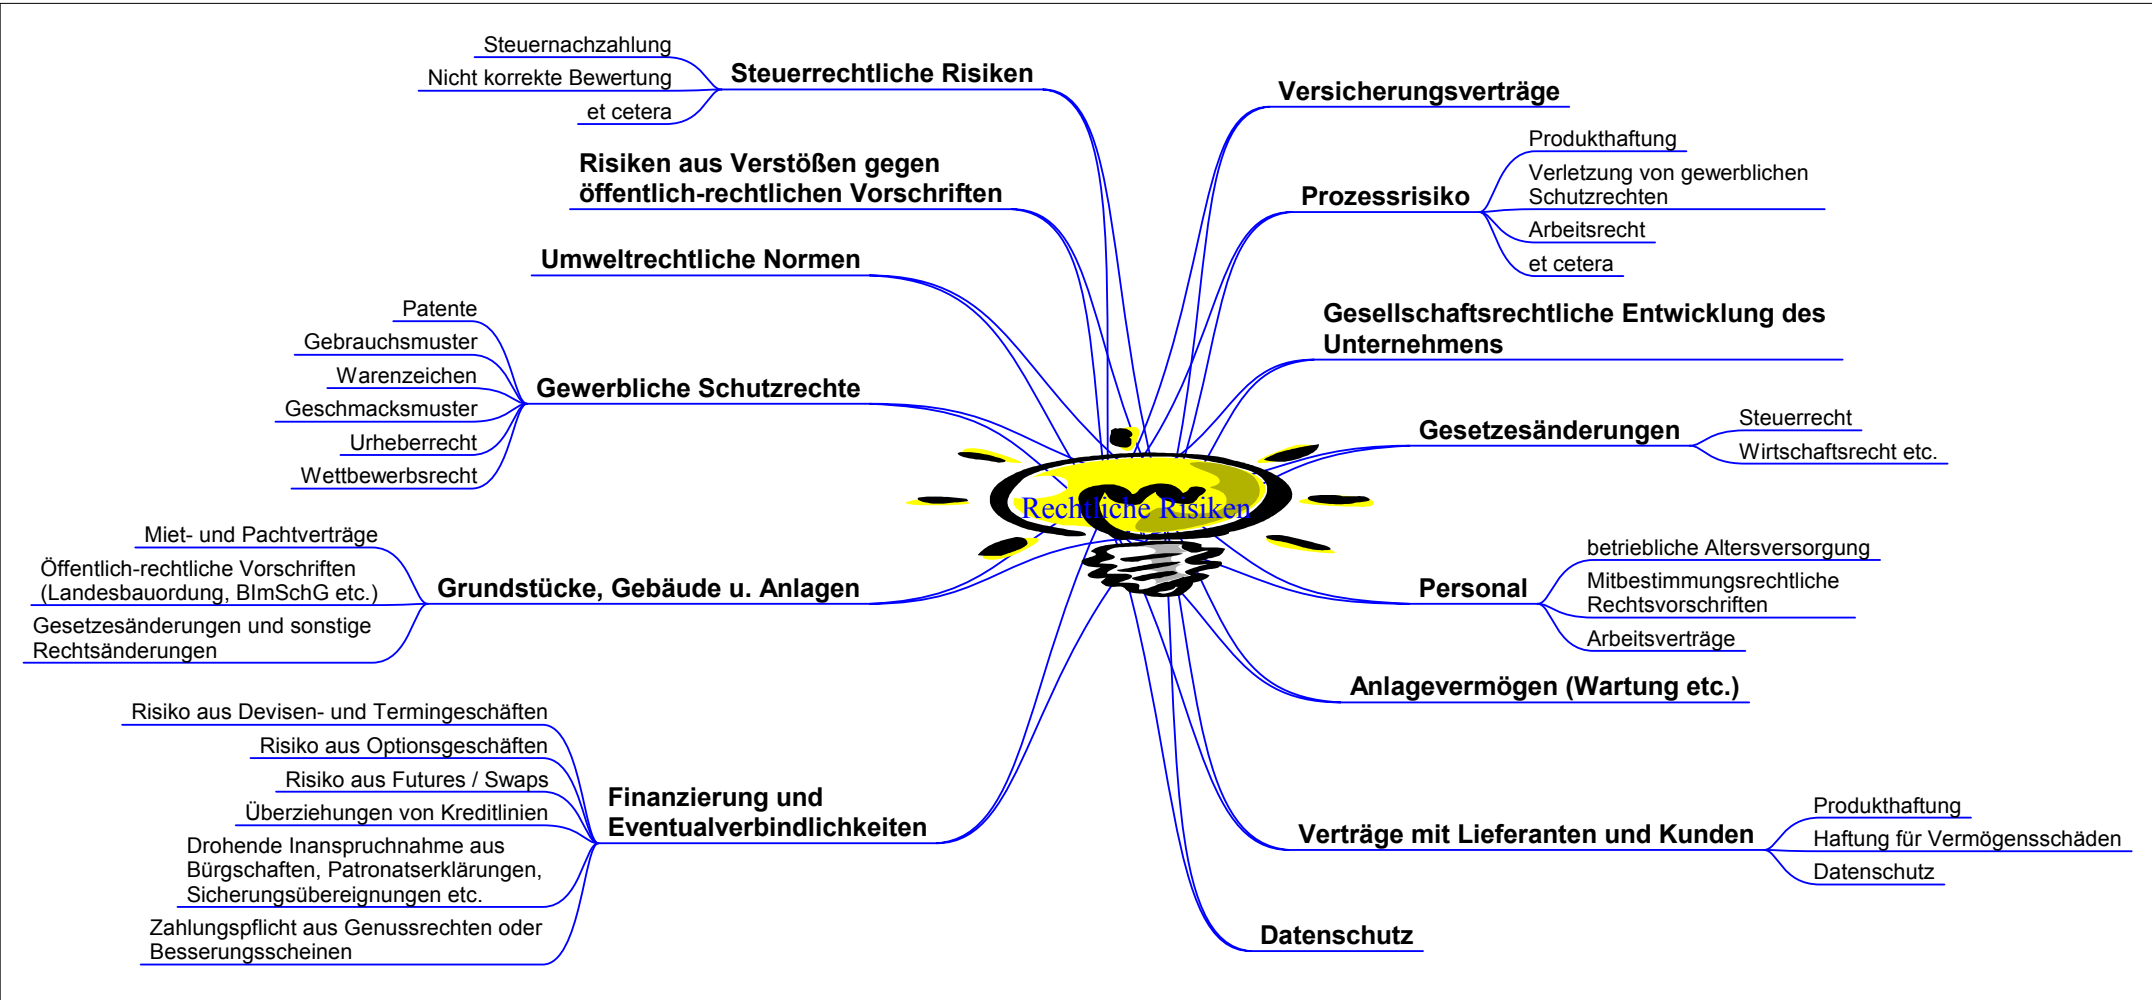 Steuernachzahlung
Nicht korrekte Bewertung
et cetera
Steuerrechtliche Risiken
Risiken aus Verstößen gegen
öffentlich-rechtlichen Vorschriften
Umweltrechtliche Normen
Patente
Gebrauchsmuster
Warenzeichen
Geschmacksmuster
Urheberrecht
Wettbewerbsrecht
Gewerbliche Schutzrechte
Miet- und Pachtverträge
Öffentlich-rechtliche Vorschriften
(Landesbauordung, BImSchG etc.)
Gesetzesänderungen und sonstige
Rechtsänderungen
Grundstücke, Gebäude u. Anlagen
Risiko aus Devisen- und Termingeschäften
Risiko aus Optionsgeschäften
Risiko aus Futures / Swaps
Überziehungen von Kreditlinien
Drohende Inanspruchnahme aus
Bürgschaften, Patronatserklärungen,
Sicherungsübereignungen etc.
Zahlungspflicht aus Genussrechten oder
Besserungsscheinen
Finanzierung und
Eventualverbindlichkeiten
Rechtliche Risiken
Versicherungsverträge
Prozessrisiko
Produkthaftung
Verletzung von gewerblichen
Schutzrechten
Arbeitsrecht
et cetera
Gesellschaftsrechtliche Entwicklung des
Unternehmens
Gesetzesänderungen
Steuerrecht
Wirtschaftsrecht etc.
Personal
betriebliche Altersversorgung
Mitbestimmungsrechtliche
Rechtsvorschriften
Arbeitsverträge
Anlagevermögen (Wartung etc.)
Verträge mit Lieferanten und Kunden
Produkthaftung
Haftung für Vermögensschäden
Datenschutz
Datenschutz